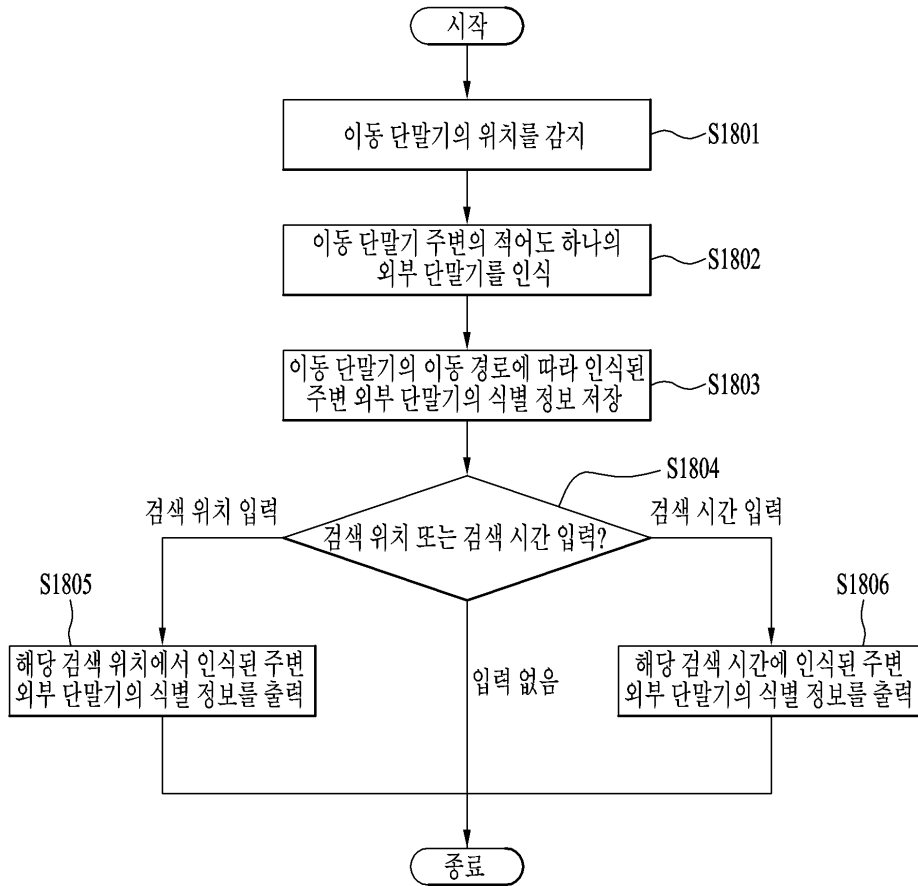 시작
이동 단말기의 위치를 감지
S1801
이동 단말기 주변의 적어도 하나의
외부 단말기를 인식
S1802
이동 단말기의 이동 경로에 따라 인식된
주변 외부 단말기의 식별 정보 저장
S1803
S1804
검색 위치 입력
검색 위치 또는 검색 시간 입력?
검색 시간 입력
S1805
해당 검색 위치에서 인식된 주변
외부 단말기의 식별 정보를 출력
입력 없음
S1806
해당 검색 시간에 인식된 주변
외부 단말기의 식별 정보를 출력
종료